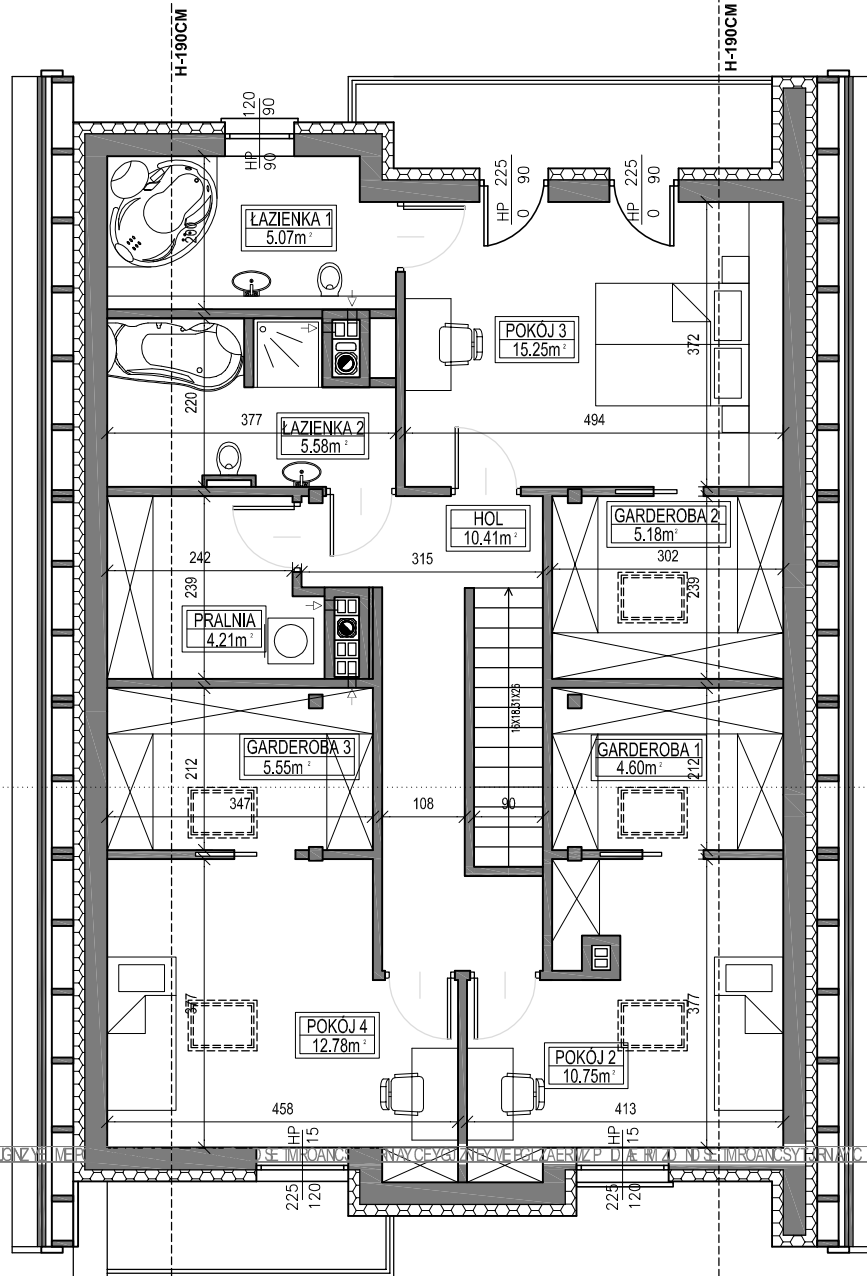 H-190CM
H-190CM
120
90
HP
90
HP 225
0 90
HP 225
0 90
ŁAZIENKA 1
5.07m²
200
POKÓJ 3
15.25m²
372
220
377
494
ŁAZIENKA 2
5.58m²
HOL
10.41m²
GARDEROBA 2
5.18m²
242
315
302
239
239
PRALNIA
4.21m²
16X18,31X26
GARDEROBA 3
5.55m²
GARDEROBA 1
4.60m²
212
212
347
108
90
377
377
POKÓJ 4
12.78m²
POKÓJ 2
10.75m²
458
413
HP
15
HP
15
225
120
225
120